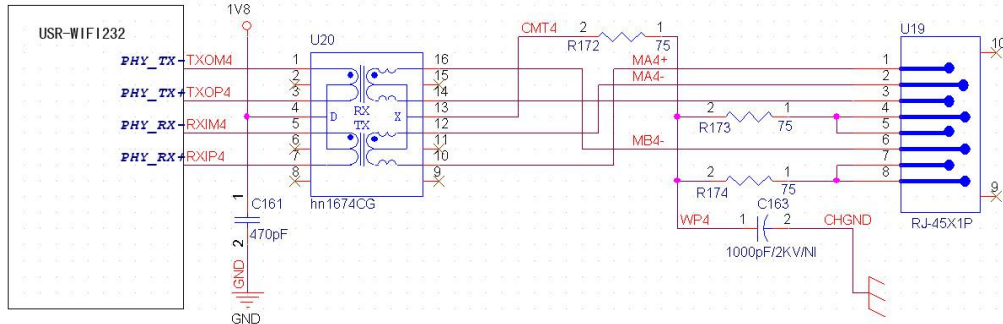 1V8
USR-WIFI232
U20
CMT4
2
1
R172
75
U19
10
PHY_TX-
TXOM4
1
16
MA4+
1
2
15
MA4-
2
PHY_TX+
TXOP4
3
14
3
4
D
RX
X
13
2
1
4
PHY_RX-
RXIM4
5
TX
12
R173
75
5
6
11
MB4-
6
PHY_RX+
RXIP4
7
10
7
8
9
2
1
8
9
hn1674CG
R174
75
1
C161
C163
470pF
WP4
1
2
CHGND
RJ-45X1P
2
1000pF/2KV/NI
GND
GND